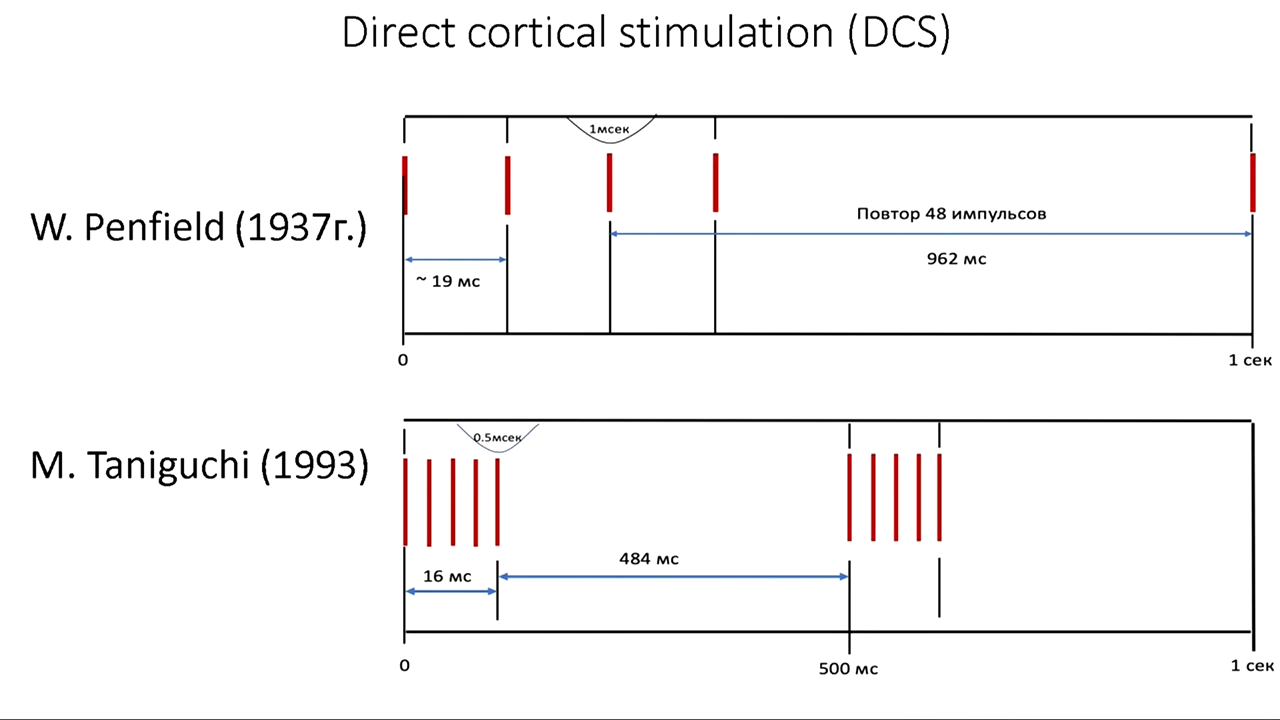 Direct cortical stimulation (DCS)
W. Penfield (1937г.)
1мсек
Повтор 48 импульсов
962 мс
~ 19 мс
0
1 сек
M. Taniguchi (1993)
0.5мсек
484 мс
16 мс
0
500 мс
1 сек